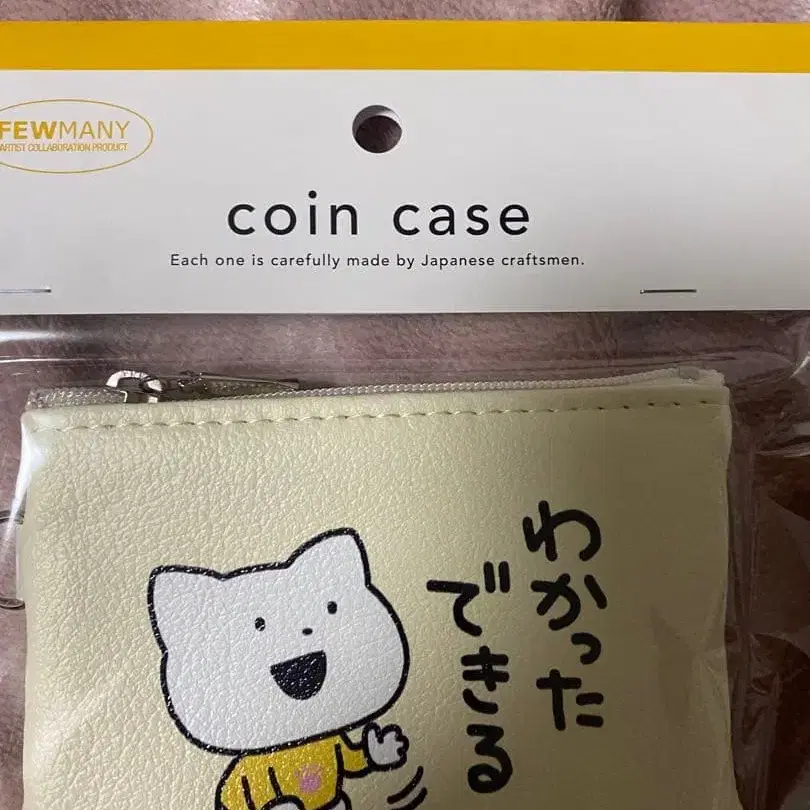 FEWMANY
ARTIST COLLABORATION PRODUCT
coin case
Each one is carefully made by Japanese craftsmen.
わかった
できる